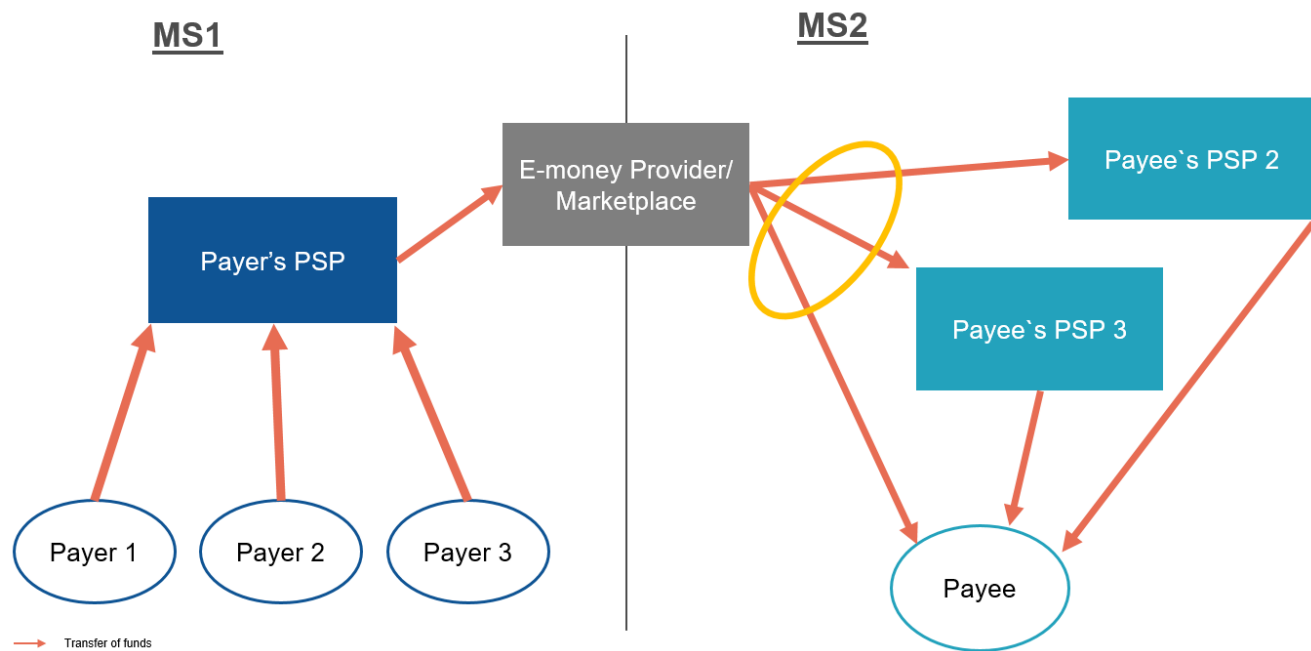 MS1
MS2
E-money Provider/
Marketplace
Payee`s PSP 2
Payer’s PSP
Payee`s PSP 3
Payer 1
Payer 2
Payer 3
Payee
Transfer of funds